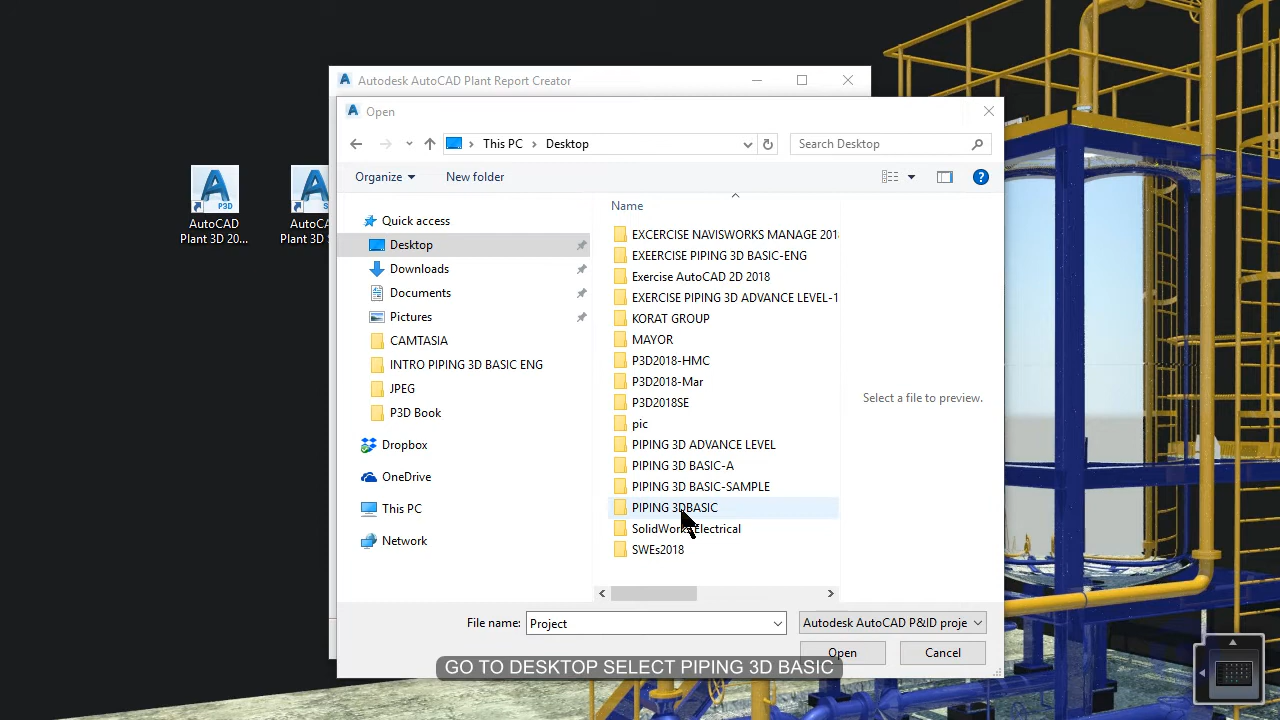 Autodesk AutoCAD Plant Report Creator
Open
This PC
Desktop
Search Desktop
Organize
New folder
Name
Quick access
Desktop
Downloads
Documents
Pictures
CAMTASIA
INTRO PIPING 3D BASIC ENG
JPEG
P3D Book
Dropbox
OneDrive
This PC
Network
EXCERCISE NAVISWORKS MANAGE 201
EXEERCISE PIPING 3D BASIC-ENG
Exercise AutoCAD 2D 2018
EXERCISE PIPING 3D ADVANCE LEVEL-1
KORAT GROUP
MAYOR
P3D2018-HMC
P3D2018-Mar
P3D2018SE
pic
PIPING 3D ADVANCE LEVEL
PIPING 3D BASIC-A
PIPING 3D BASIC-SAMPLE
PIPING 3DBASIC
SolidWorks Electrical
SWEs2018
Select a file to preview.
File name:
Project
Autodesk AutoCAD P&ID proje
Open
Cancel
GO TO DESKTOP SELECT PIPING 3D BASIC
P3D
AutoCAD
Plant 3D 20...
S
AutoCA
Plant 3D S